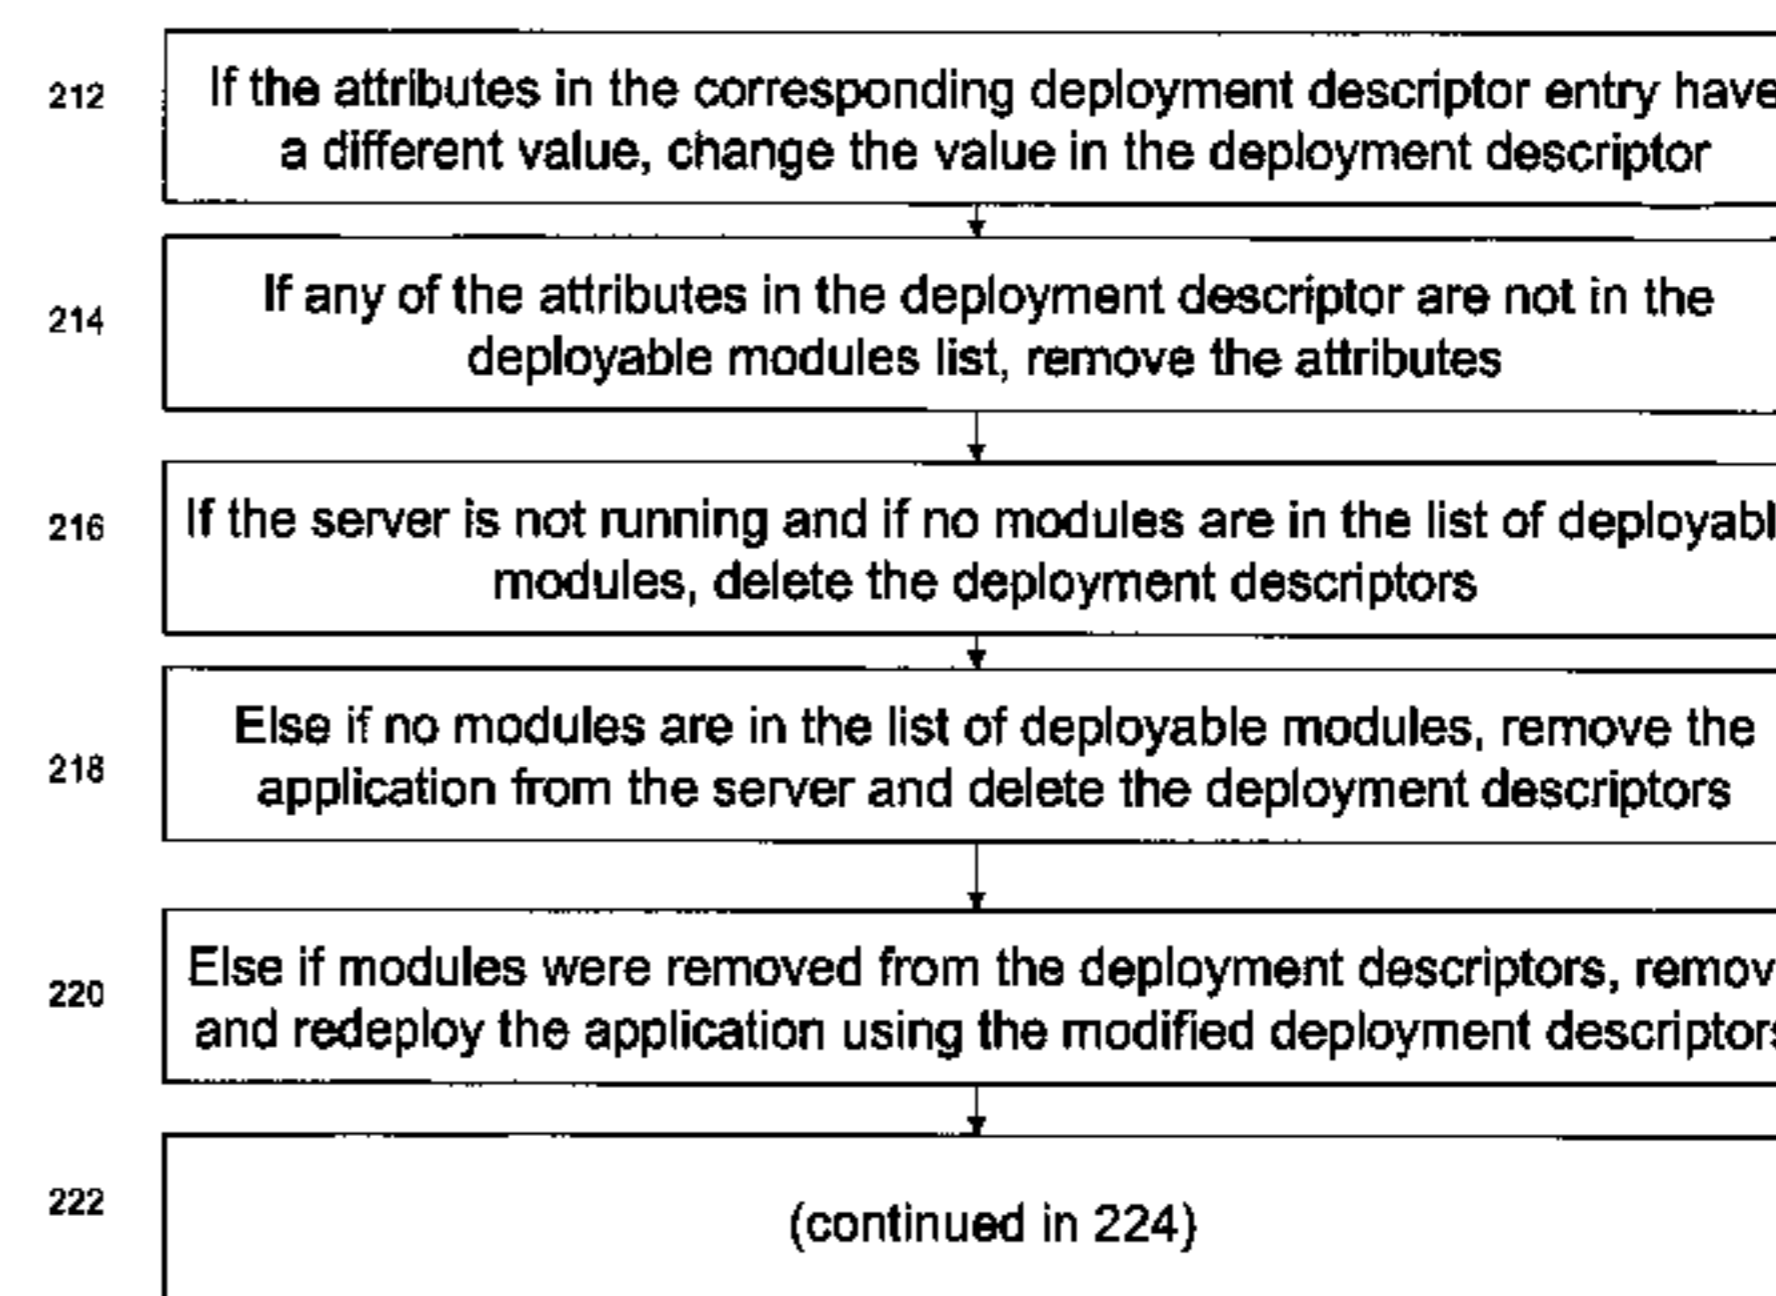 212
If the attributes in the corresponding deployment descriptor entry have
a different value, change the value in the deployment descriptor
214
If any of the attributes in the deployment descriptor are not in the
deployable modules list, remove the attributes
216
If the server is not running and if no modules are in the list of deployabl
modules, delete the deployment descriptors
218
Else if no modules are in the list of deployable modules, remove the
application from the server and delete the deployment descriptors
220
Else if modules were removed from the deployment descriptors, remov
and redeploy the application using the modified deployment descriptors
222
(continued in 224)